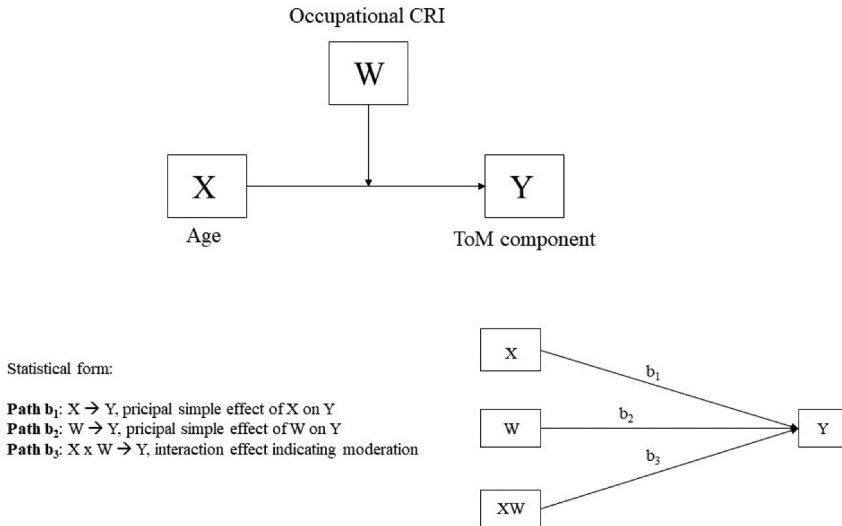 Occupational CRI
W
X
Y
Age
ToM component
Statistical form:
Path b₁: X → Y, pricipal simple effect of X on Y
Path b₂: W → Y, pricipal simple effect of W on Y
Path b₃: X x W → Y, interaction effect indicating moderation
X
b₁
W
b₂
Y
b₃
XW